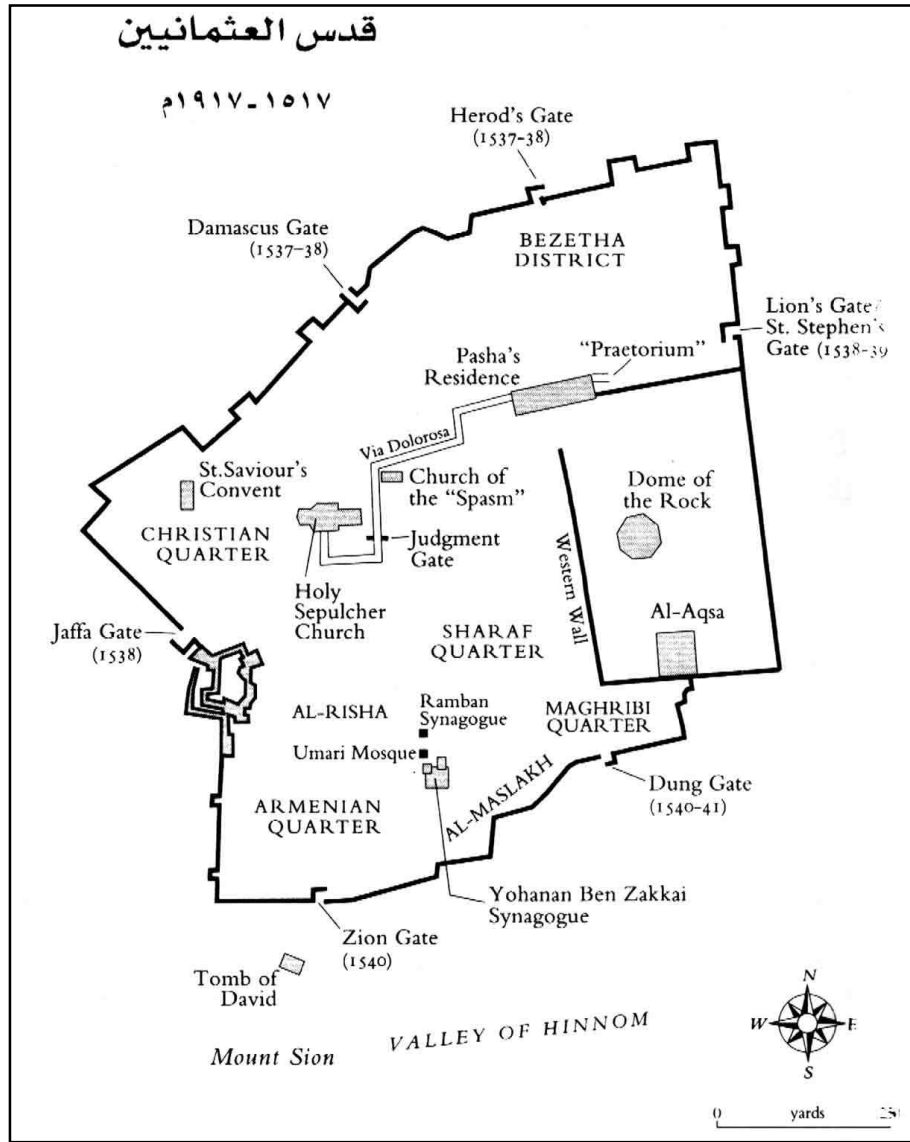 قدس العثمانيين
١٥١٧-١٩١٧م
Herod's Gate
(1537-38)
Damascus Gate
(1537-38)
BEZETHA
DISTRICT
Lion's Gate/
St. Stephen's
Gate (1538-39
Pasha's
Residence
"Praetorium"
Via Dolorosa
St.Saviour's
Convent
Church of
the "Spasm"
Dome of
the Rock
CHRISTIAN
QUARTER
Judgment
Gate
Western Wall
Holy
Sepulcher
Church
Al-Aqsa
Jaffa Gate
(1538)
SHARAF
QUARTER
AL-RISHA
Ramban
Synagogue
MAGHRIBI
QUARTER
Umari Mosque
AL-MASLAKH
Dung Gate
(1540-41)
ARMENIAN
QUARTER
Yohanan Ben Zakkai
Synagogue
Zion Gate
(1540)
Tomb of
David
VALLEY OF HINNOM
Mount Sion
N
W E
S
0 yards